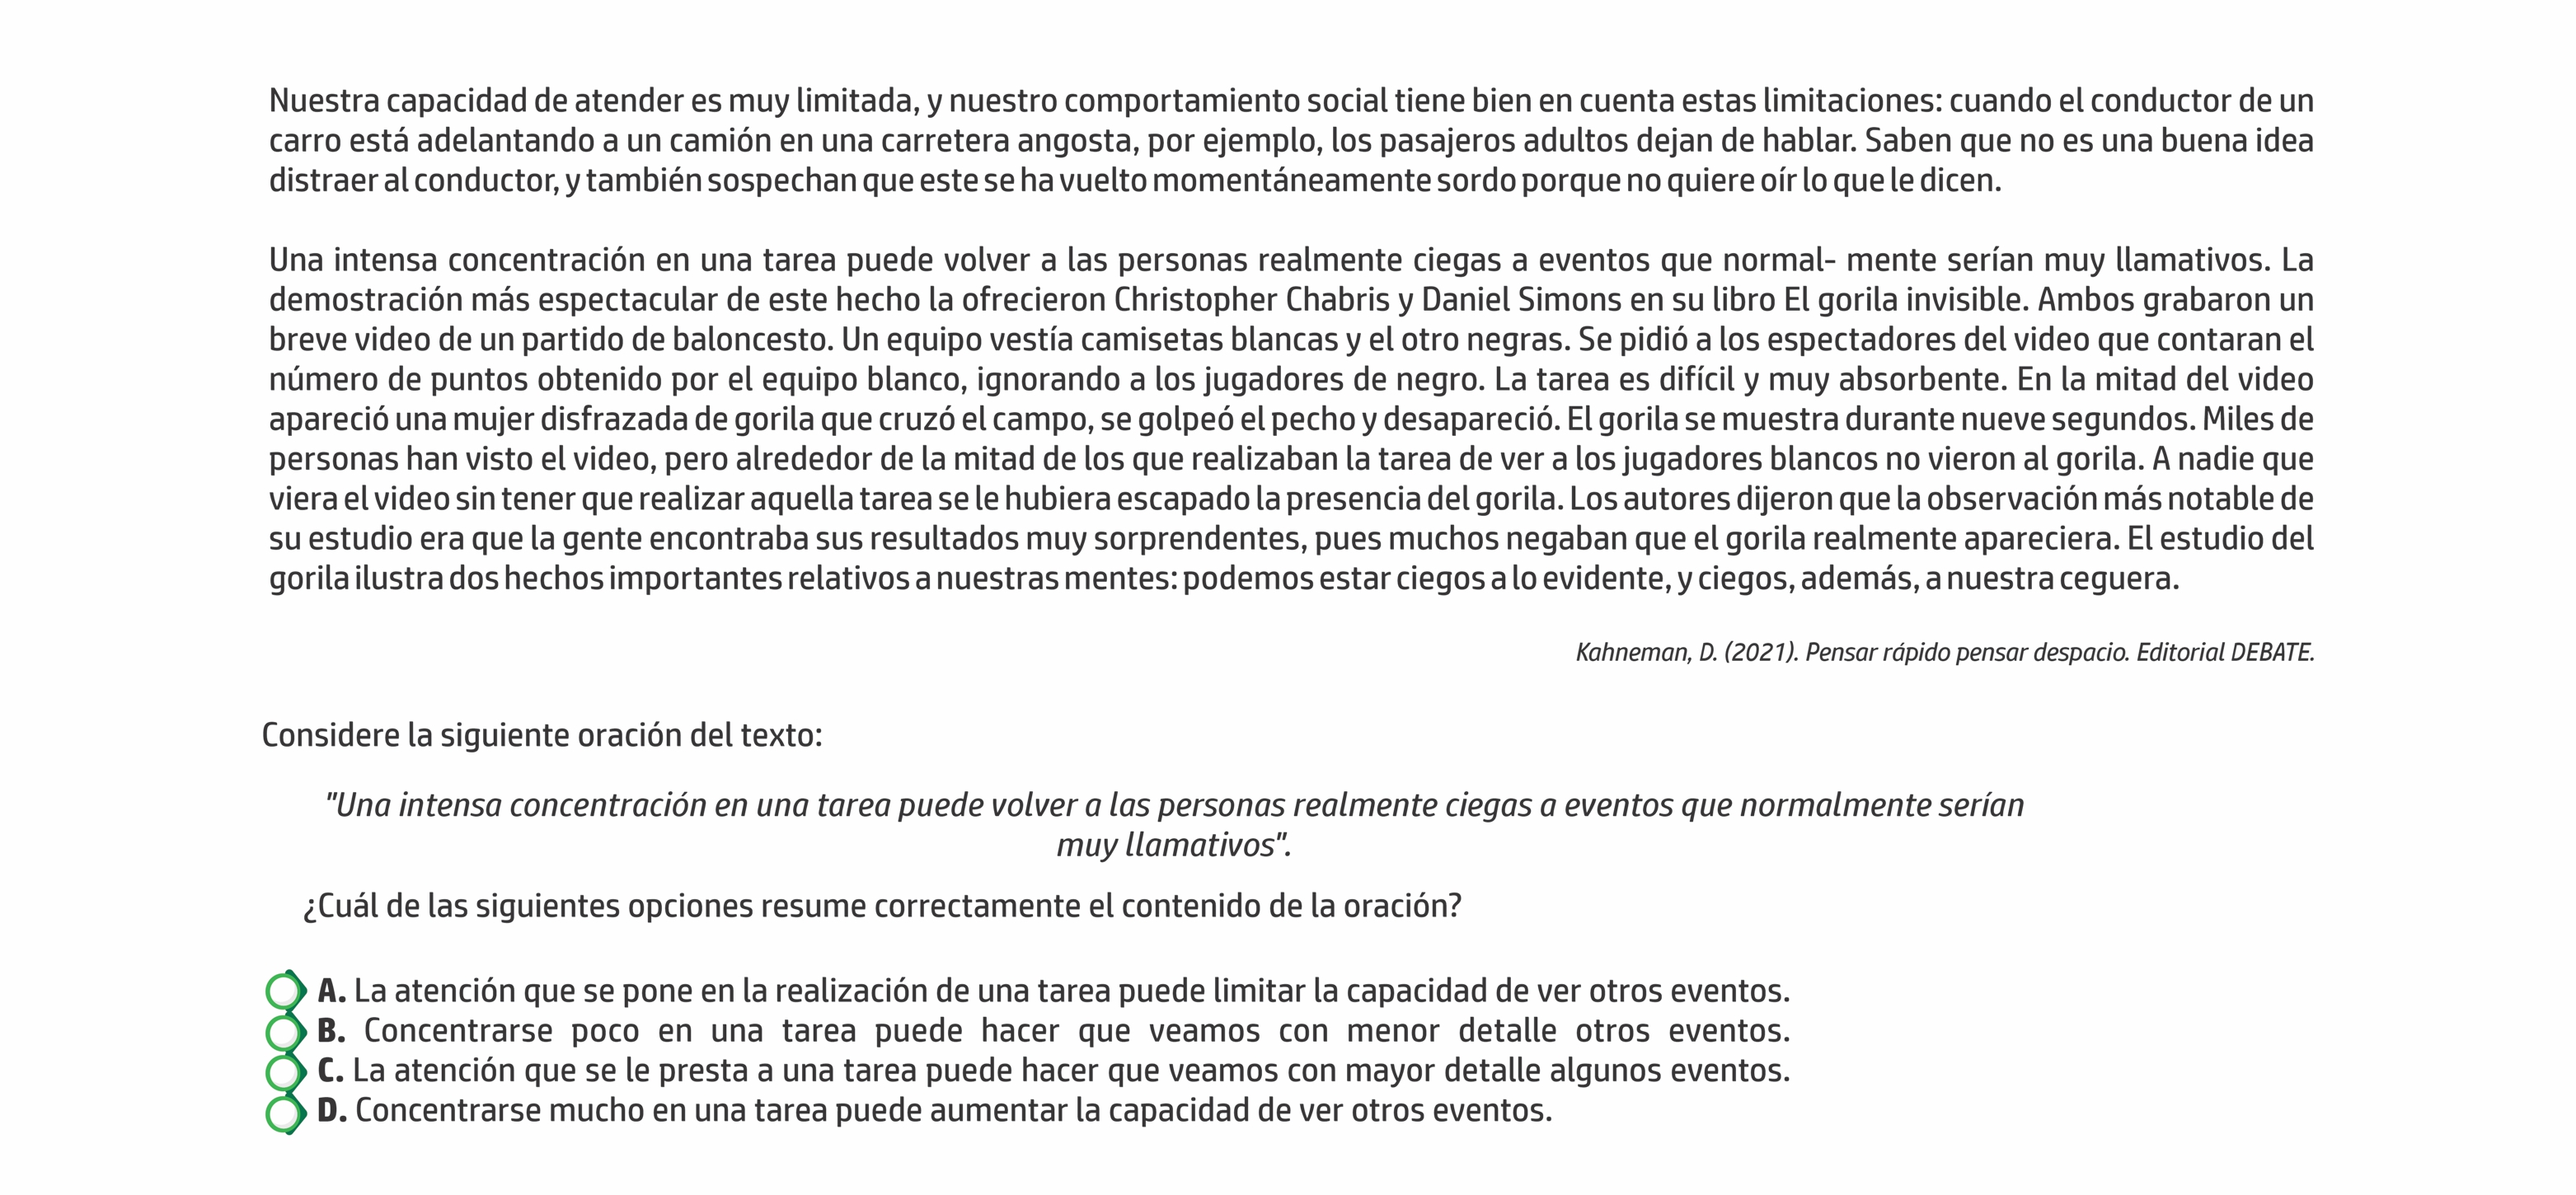 Nuestra capacidad de atender es muy limitada, y nuestro comportamiento social tiene bien en cuenta estas limitaciones: cuando el conductor de un
carro está adelantando a un camión en una carretera angosta, por ejemplo, los pasajeros adultos dejan de hablar. Saben que no es una buena idea
distraer al conductor, y también sospechan que este se ha vuelto momentáneamente sordo porque no quiere oír lo que le dicen.
Una intensa concentración en una tarea puede volver a las personas realmente ciegas a eventos que normal- mente serían muy llamativos. La
demostración más espectacular de este hecho la ofrecieron Christopher Chabris y Daniel Simons en su libro El gorila invisible. Ambos grabaron un
breve video de un partido de baloncesto. Un equipo vestía camisetas blancas y el otro negras. Se pidió a los espectadores del video que contaran el
número de puntos obtenido por el equipo blanco, ignorando a los jugadores de negro. La tarea es difícil y muy absorbente. En la mitad del video
apareció una mujer disfrazada de gorila que cruzó el campo, se golpeó el pecho y desapareció. El gorila se muestra durante nueve segundos. Miles de
personas han visto el video, pero alrededor de la mitad de los que realizaban la tarea de ver a los jugadores blancos no vieron al gorila. A nadie que
viera el video sin tener que realizar aquella tarea se le hubiera escapado la presencia del gorila. Los autores dijeron que la observación más notable de
su estudio era que la gente encontraba sus resultados muy sorprendentes, pues muchos negaban que el gorila realmente apareciera. El estudio del
gorila ilustra dos hechos importantes relativos a nuestras mentes: podemos estar ciegos a lo evidente, y ciegos, además, a nuestra ceguera.
Kahneman, D. (2021). Pensar rápido pensar despacio. Editorial DEBATE.
Considere la siguiente oración del texto:
"Una intensa concentración en una tarea puede volver a las personas realmente ciegas a eventos que normalmente serían
muy llamativos".
¿Cuál de las siguientes opciones resume correctamente el contenido de la oración?
A. La atención que se pone en la realización de una tarea puede limitar la capacidad de ver otros eventos.
B. Concentrarse poco en una tarea puede hacer que veamos con menor detalle otros eventos.
C. La atención que se le presta a una tarea puede hacer que veamos con mayor detalle algunos eventos.
D. Concentrarse mucho en una tarea puede aumentar la capacidad de ver otros eventos.